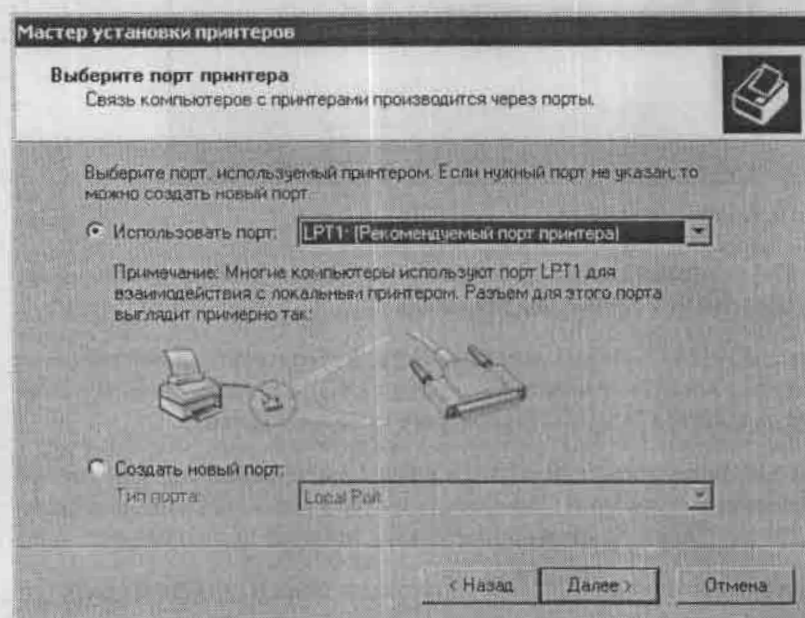 Мастер установки принтеров
Выберите порт принтера
Связь компьютеров с принтерами производится через порты.
Выберите порт, используемый принтером. Если нужный порт не указан, то
можно создать новый порт.
Использовать порт: LPT1: (Рекомендуемый порт принтера)
Примечание: Многие компьютеры используют порт LPT1 для
взаимодействия с локальным принтером. Разъем для этого порта
выглядит примерно так:
Создать новый порт:
Тип порта: Local Port
< Назад Далее > Отмена